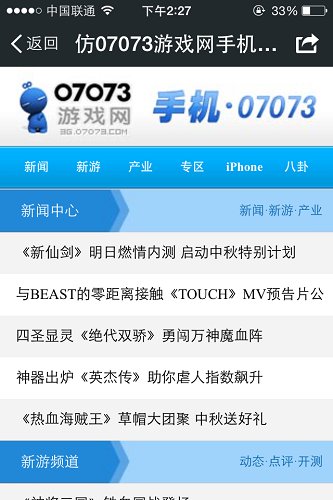 中国联通 下午2:27 33%
返回 仿07073游戏网手机...
07073
游戏网
3G.07073.COM
手机·07073
新闻 新游 产业 专区 iPhone 八卦
新闻中心 新闻·新游·产业
《新仙剑》明日燃情内测 启动中秋特别计划
与BEAST的零距离接触《TOUCH》MV预告片公
四圣显灵《绝代双骄》勇闯万神魔血阵
神器出炉《英杰传》助你虐人指数飙升
《热血海贼王》草帽大团聚 中秋送好礼
新游频道 动态·点评·开测